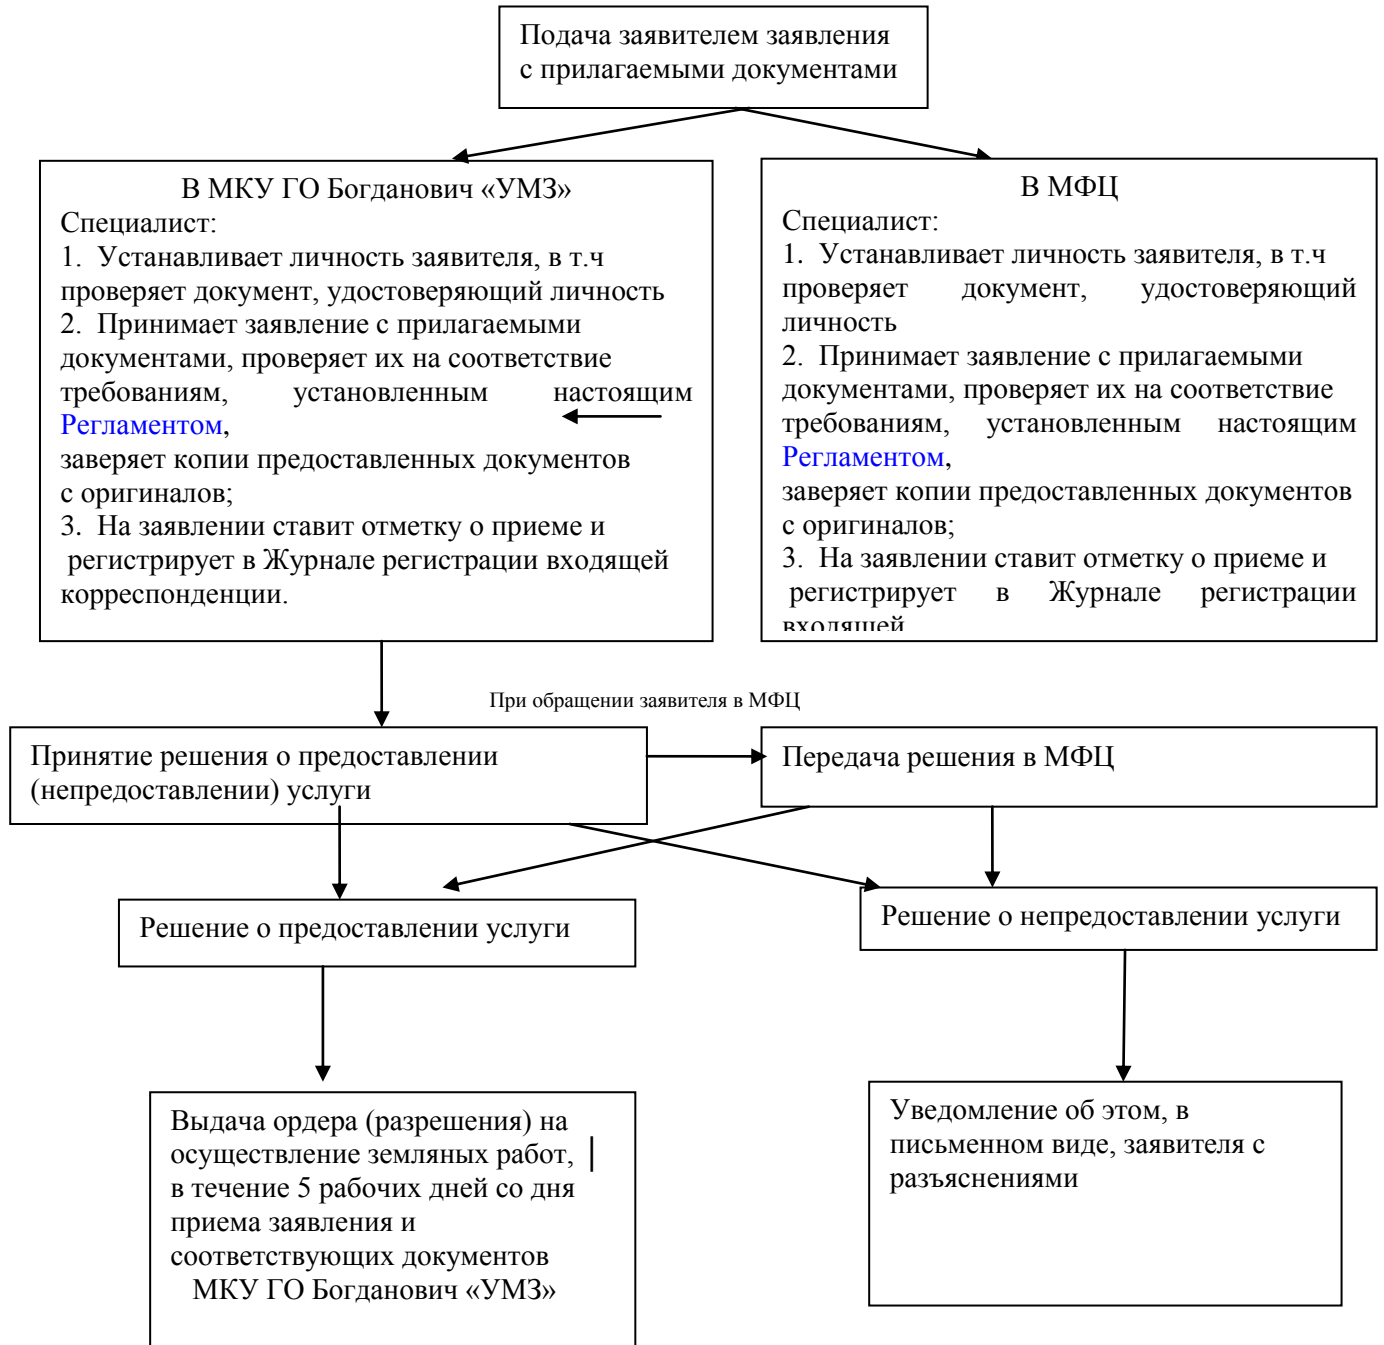 Подача заявителем заявления
с прилагаемыми документами
В МКУ ГО Богданович «УМЗ»
Специалист:
1. Устанавливает личность заявителя, в т.ч
проверяет документ, удостоверяющий личность
2. Принимает заявление с прилагаемыми
документами, проверяет их на соответствие
требованиям, установленным настоящим
Регламентом,
заверяет копии предоставленных документов
с оригиналов;
3. На заявлении ставит отметку о приеме и
регистрирует в Журнале регистрации входящей
корреспонденции.
В МФЦ
Специалист:
1. Устанавливает личность заявителя, в т.ч
проверяет документ, удостоверяющий
личность
2. Принимает заявление с прилагаемыми
документами, проверяет их на соответствие
требованиям, установленным настоящим
Регламентом,
заверяет копии предоставленных документов
с оригиналов;
3. На заявлении ставит отметку о приеме и
регистрирует в Журнале регистрации
входящей
При обращении заявителя в МФЦ
Принятие решения о предоставлении
(непредоставлении) услуги
Передача решения в МФЦ
Решение о предоставлении услуги
Решение о непредоставлении услуги
Выдача ордера (разрешения) на
осуществление земляных работ,
в течение 5 рабочих дней со дня
приема заявления и
соответствующих документов
МКУ ГО Богданович «УМЗ»
Уведомление об этом, в
письменном виде, заявителя с
разъяснениями